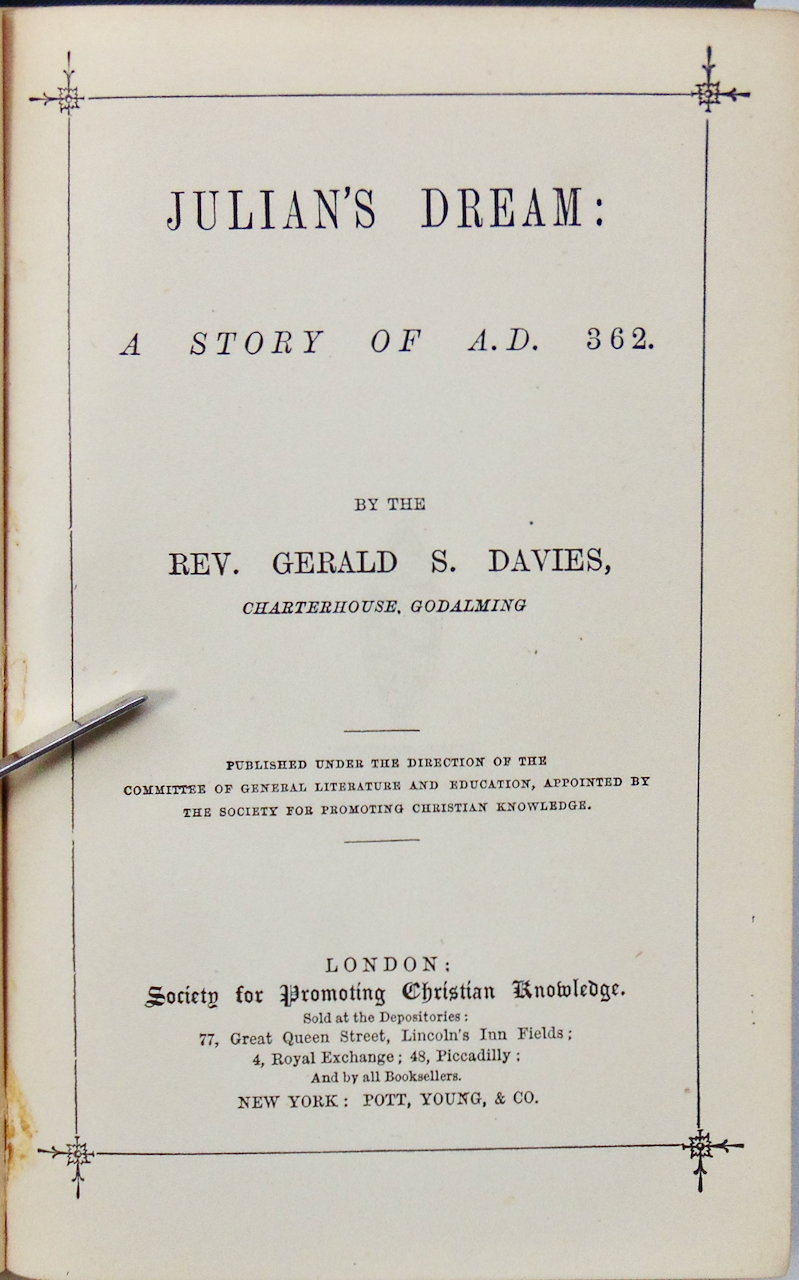 JULIAN'S DREAM:
A STORY OF A.D. 362.
BY THE
REV. GERALD S. DAVIES,
CHARTERHOUSE, GODALMING
PUBLISHED UNDER THE DIRECTION OF THE
COMMITTEE OF GENERAL LITERATURE AND EDUCATION, APPOINTED BY
THE SOCIETY FOR PROMOTING CHRISTIAN KNOWLEDGE.
LONDON:
Society for Promoting Christian Knowledge.
Sold at the Depositories:
77, Great Queen Street, Lincoln's Inn Fields;
4, Royal Exchange; 48, Piccadilly;
And by all Booksellers.
NEW YORK: POTT, YOUNG, & CO.